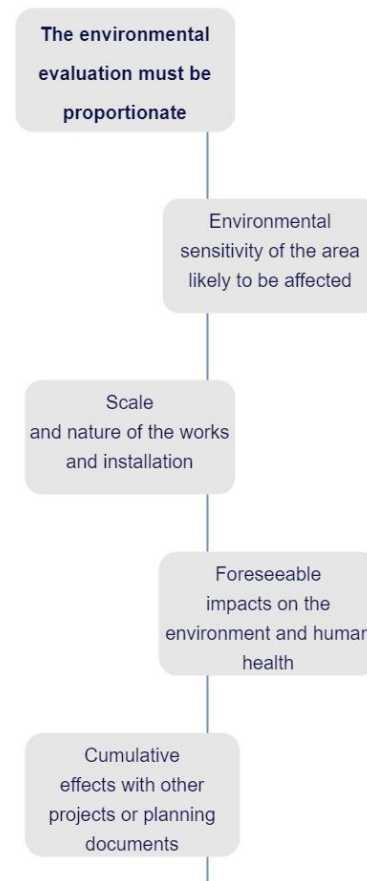 The environmental
evaluation must be
proportionate
Environmental
sensitivity of the area
likely to be affected
Scale
and nature of the works
and installation
Foreseeable
impacts on the
environment and human
health
Cumulative
effects with other
projects or planning
documents